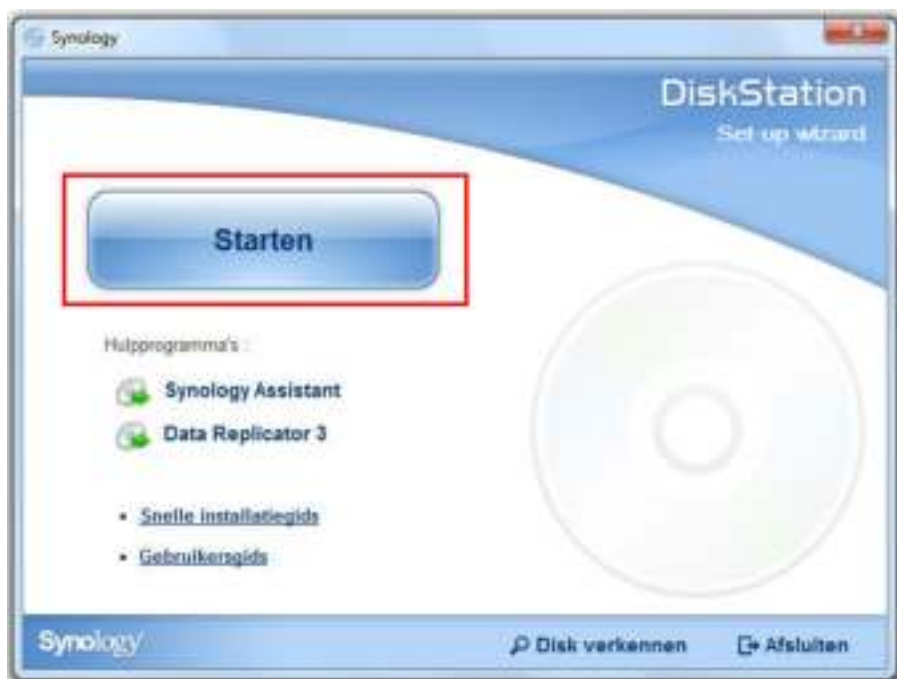 Synology
DiskStation
Set up wizard
Starten
Hulpprogramma's :
Synology Assistant
Data Replicator 3
• Snelle installatiegids
• Gebruikersgids
Synology
Disk verkennen
Afsluiten